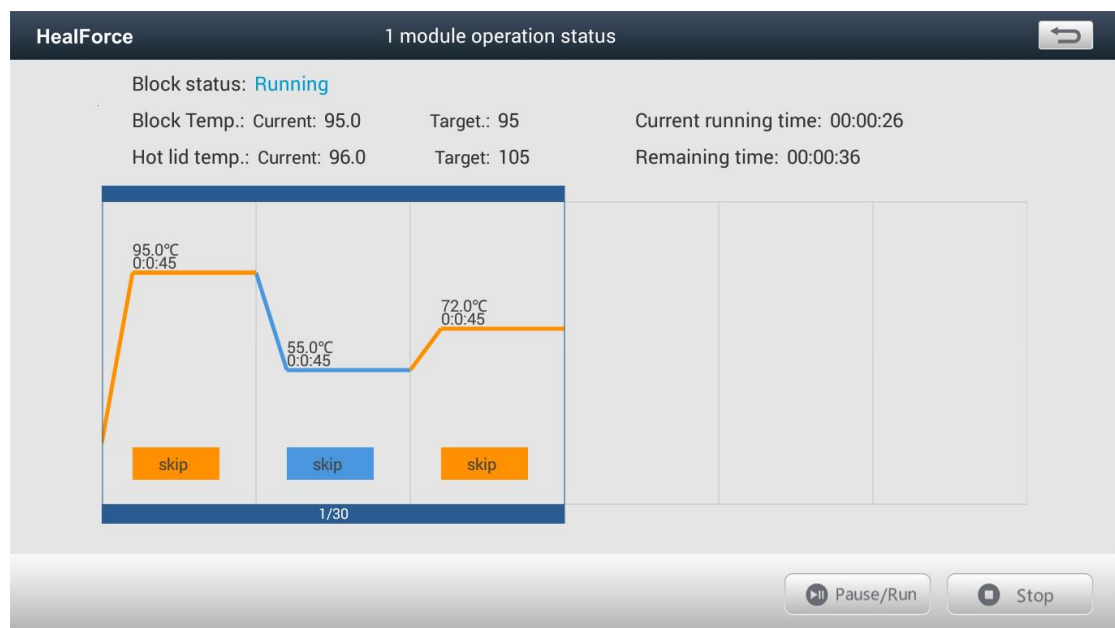 HealForce 1 module operation status
Block status: Running
Block Temp.: Current: 95.0 Target.: 95 Current running time: 00:00:26
Hot lid temp.: Current: 96.0 Target: 105 Remaining time: 00:00:36
95.0℃
0:0:45
55.0℃
0:0:45
72.0℃
0:0:45
skip skip skip
1/30
Pause/Run Stop